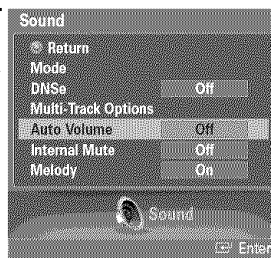 Sound
Return
Mode
DNSe Off
Multi-Track Options
Auto Volume Off
Internal Mute Off
Melody On
Sound
Enter